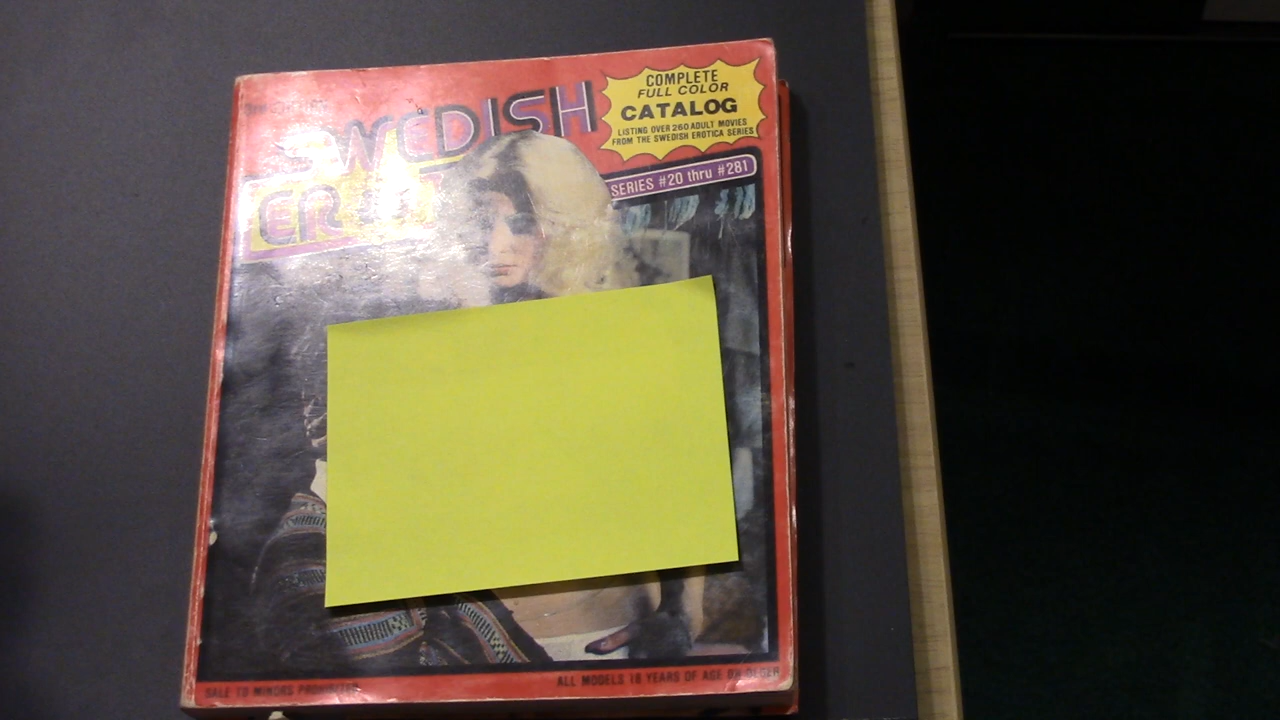 SWEDISH
COMPLETE
FULL COLOR
CATALOG
LISTING OVER 260 ADULT MOVIES
FROM THE SWEDISH EROTICA SERIES
SERIES #20 thru #281
SALE TO MINORS PROHIBITED
ALL MODELS 18 YEARS OF AGE OR OLDER